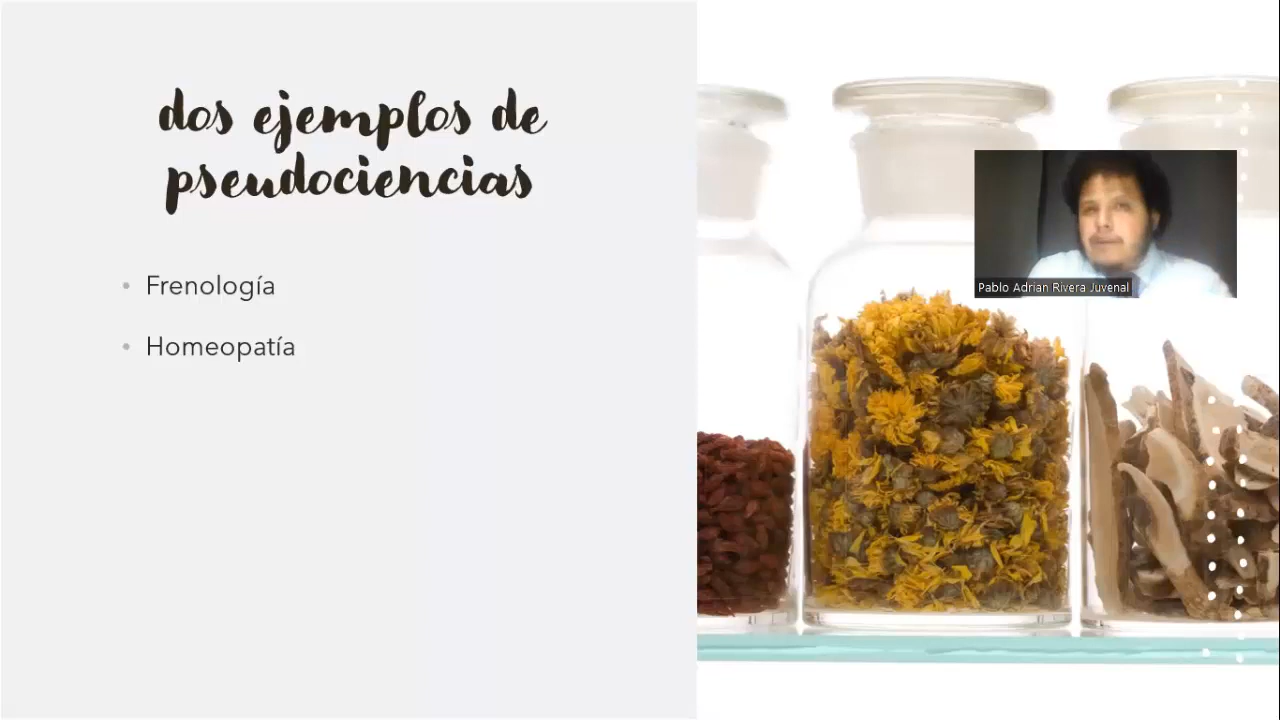 dos ejemplos de
pseudociencias
Frenología
Homeopatía
Pablo Adrian Rivera Juvenal